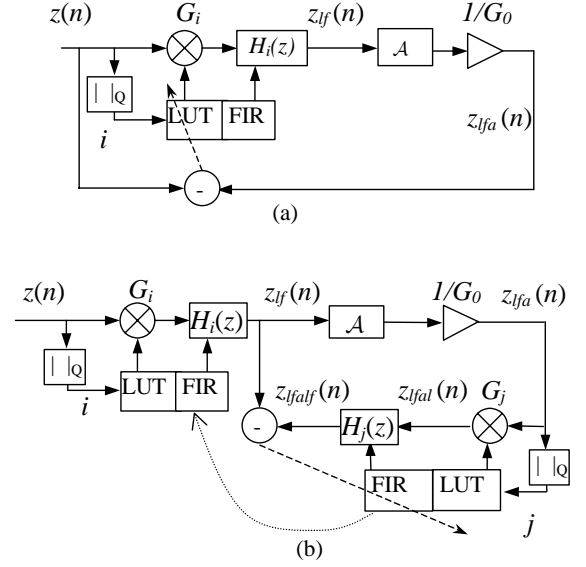 z(n) G_i z_lf(n) 1/G_0
H_i(z) A
| |_Q LUT FIR z_lfa(n)
i
-
(a)
z(n) G_i z_lf(n) 1/G_0 z_lfa(n)
H_i(z) A
| |_Q LUT FIR z_lfalf(n) z_lfal(n) G_j
i - H_j(z) | |_Q
FIR LUT
j
(b)